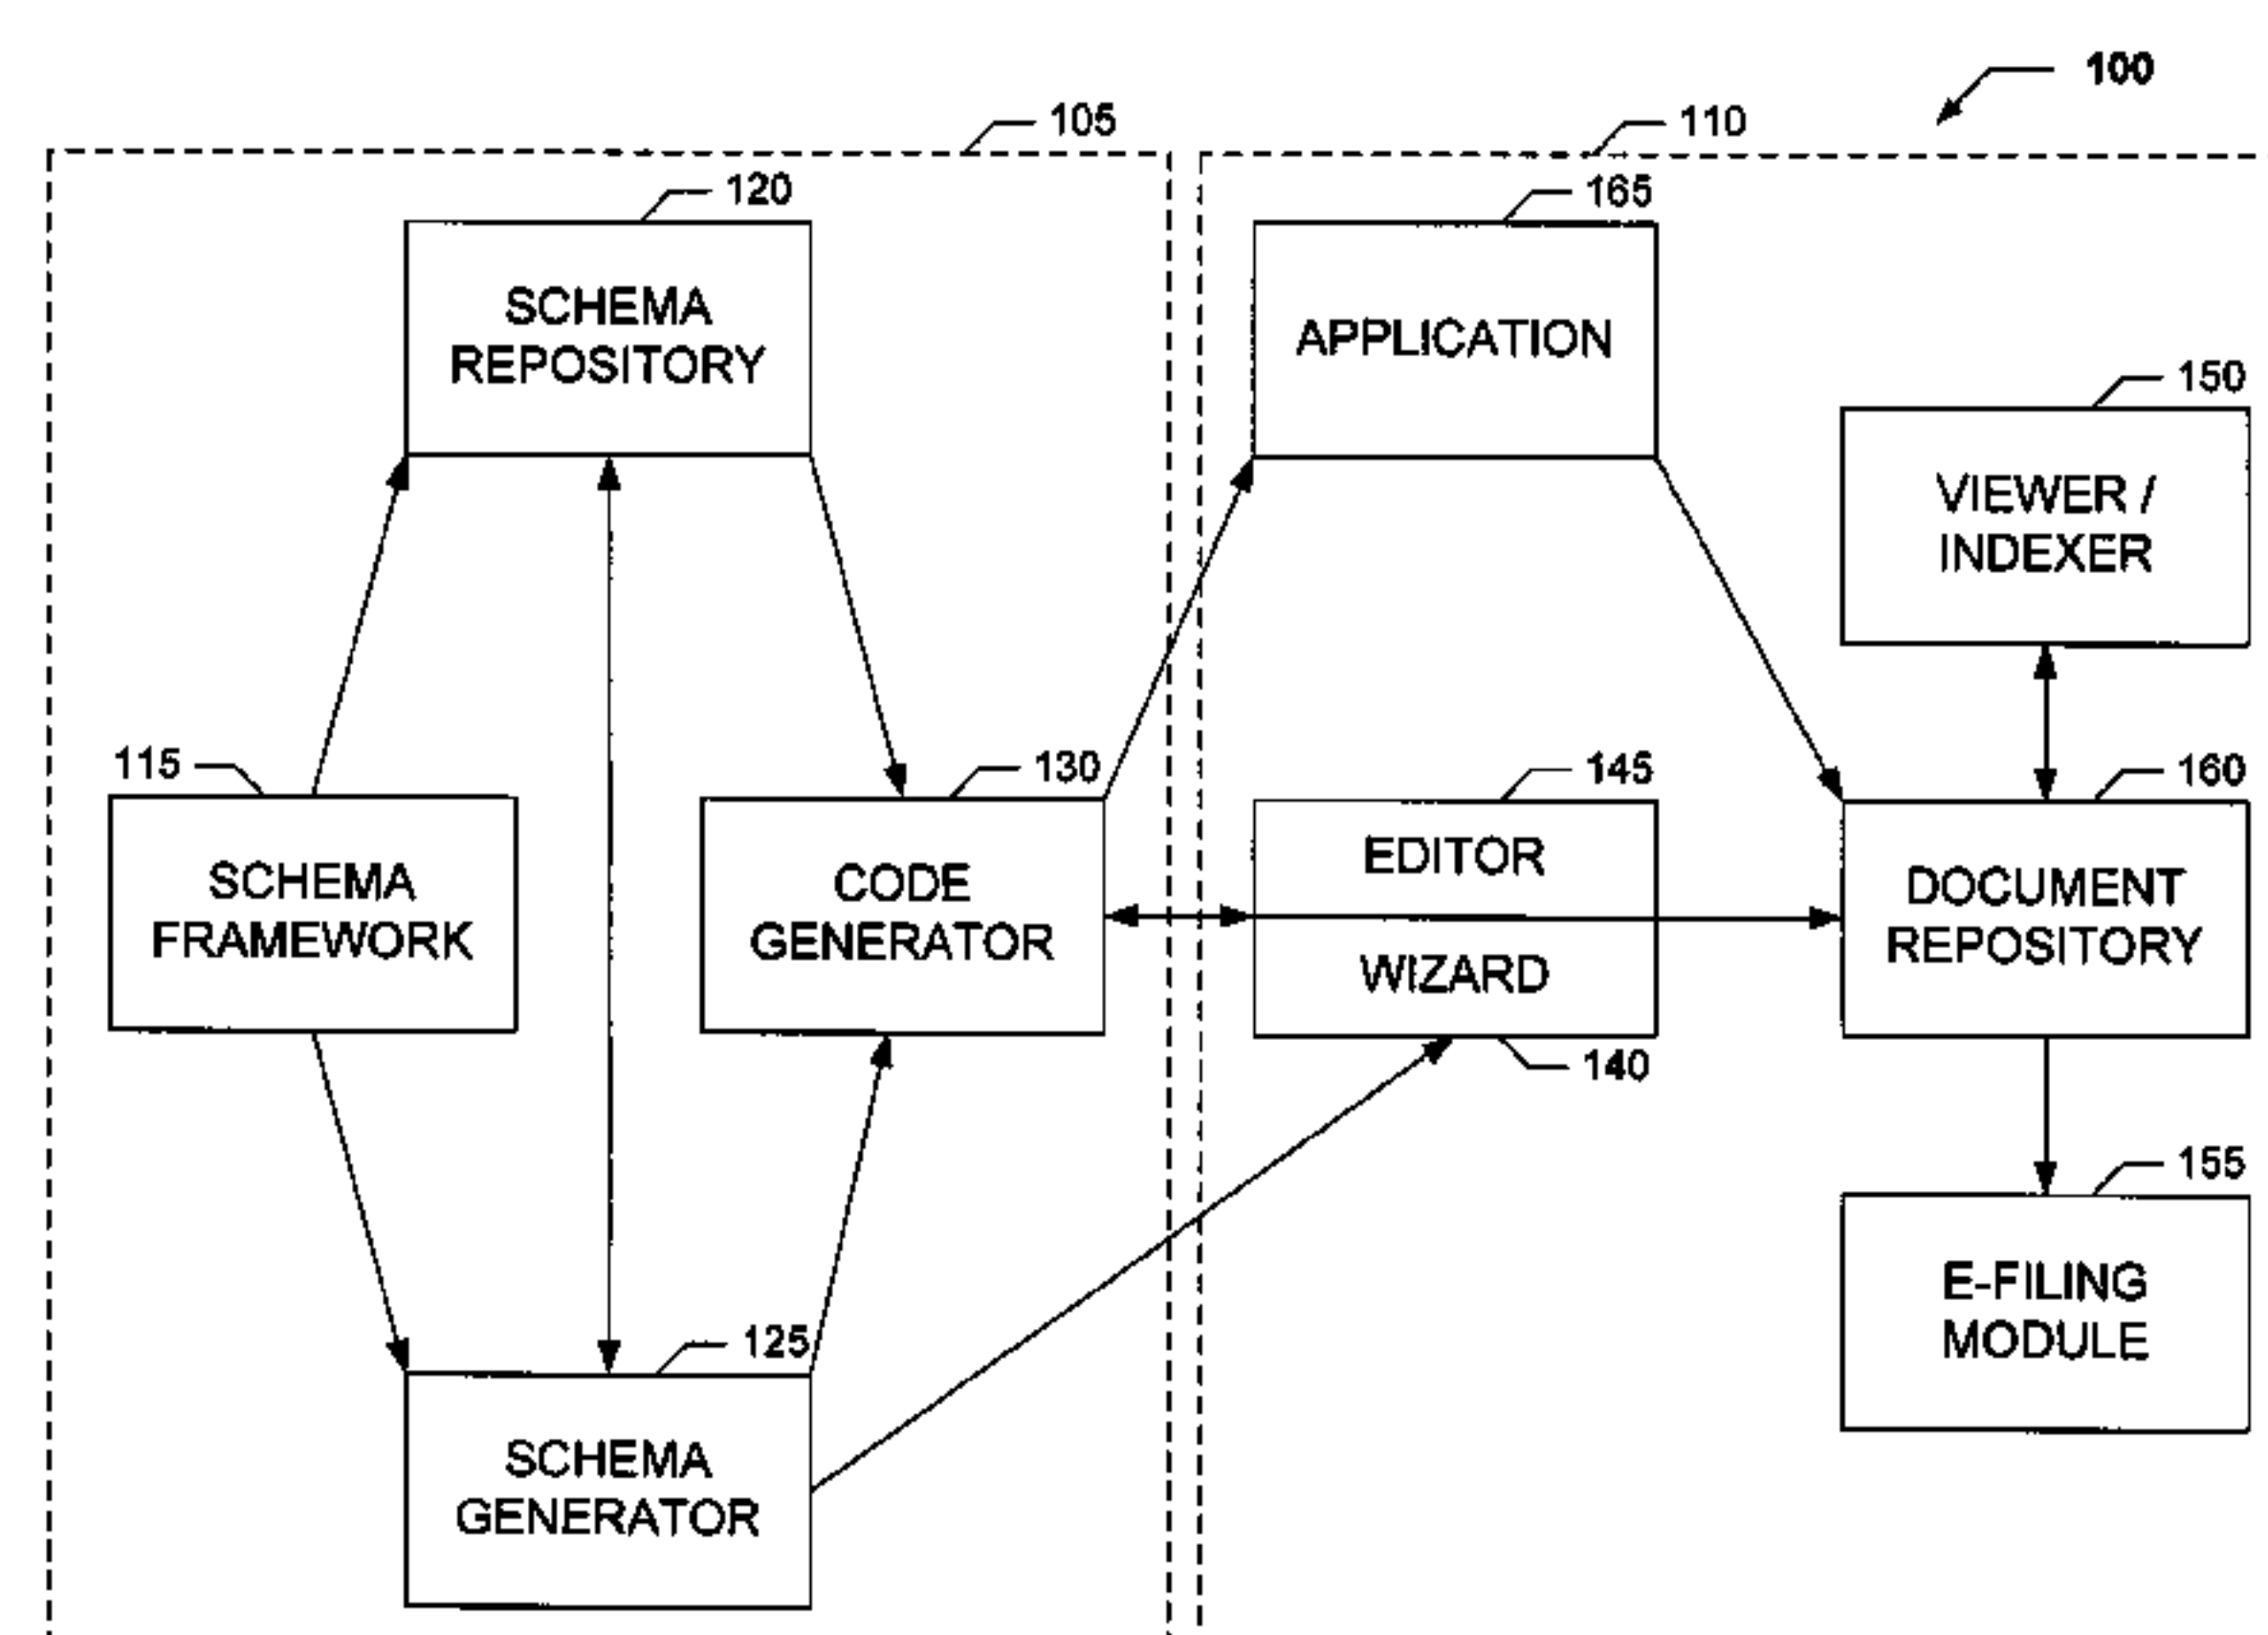 100
105
110
120
165
SCHEMA
REPOSITORY
APPLICATION
150
VIEWER /
INDEXER
115
130
145
160
SCHEMA
FRAMEWORK
CODE
GENERATOR
EDITOR
WIZARD
DOCUMENT
REPOSITORY
140
125
155
SCHEMA
GENERATOR
E-FILING
MODULE